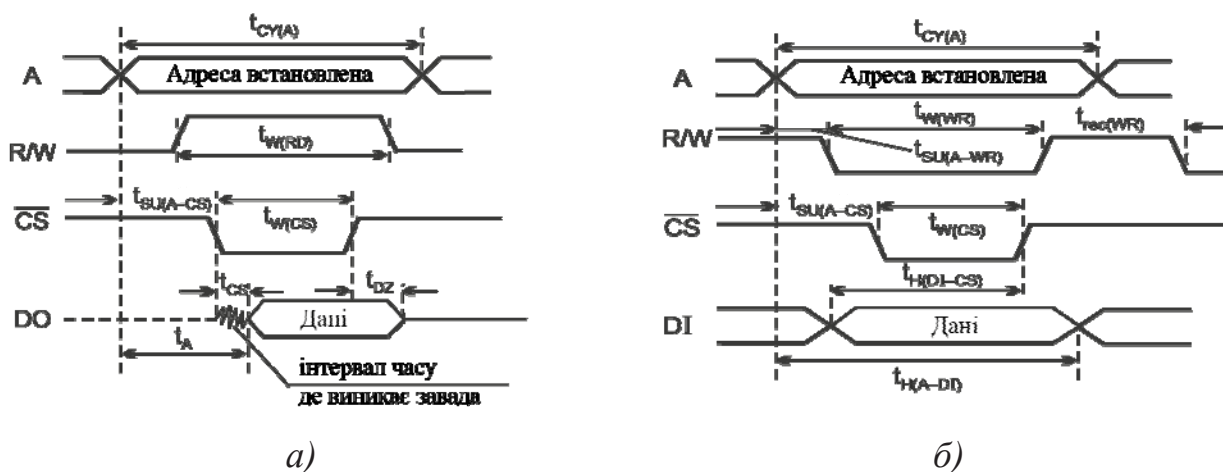 t_CY(A)
A
Адреса встановлена
t_W(RD)
R/W
t_SU(A–CS)
t_W(CS)
C̅S̅
t_CS
t_DZ
DO
Дані
t_A
інтервал часу
де виникає завада
а)
t_CY(A)
A
Адреса встановлена
t_W(WR)
t_rec(WR)
R/W
t_SU(A–WR)
t_SU(A–CS)
t_W(CS)
C̅S̅
t_H(DI–CS)
DI
Дані
t_H(A–DI)
б)